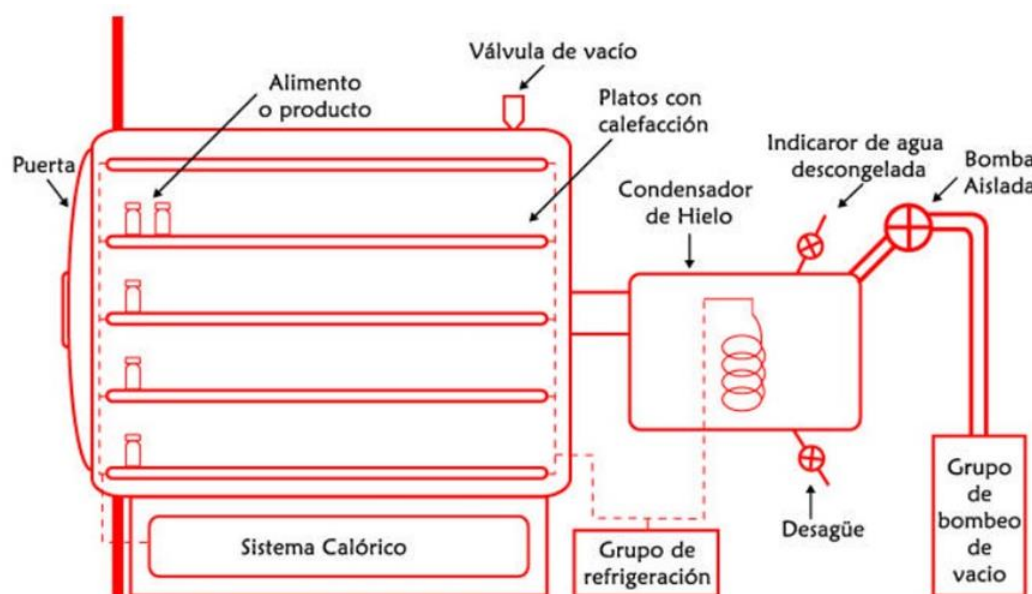 Válvula de vacío
Alimento
o producto
Platos con
calefacción
Puerta
Indicaror de agua
descongelada
Bomba
Aislada
Condensador
de Hielo
Sistema Calórico
Grupo de
refrigeración
Desagüe
Grupo
de
bombeo
de
vacio